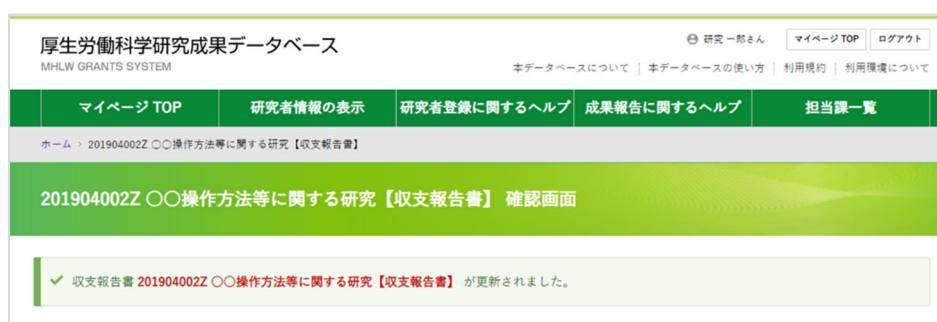 厚生労働科学研究成果データベース
MHLW GRANTS SYSTEM
研究 一郎さん マイページ TOP ログアウト
本データベースについて | 本データベースの使い方 | 利用規約 | 利用環境について
マイページ TOP 研究者情報の表示 研究者登録に関するヘルプ 成果報告に関するヘルプ 担当課一覧
ホーム > 201904002Z 〇〇操作方法等に関する研究【収支報告書】
201904002Z 〇〇操作方法等に関する研究【収支報告書】 確認画面
収支報告書 201904002Z 〇〇操作方法等に関する研究【収支報告書】 が更新されました。